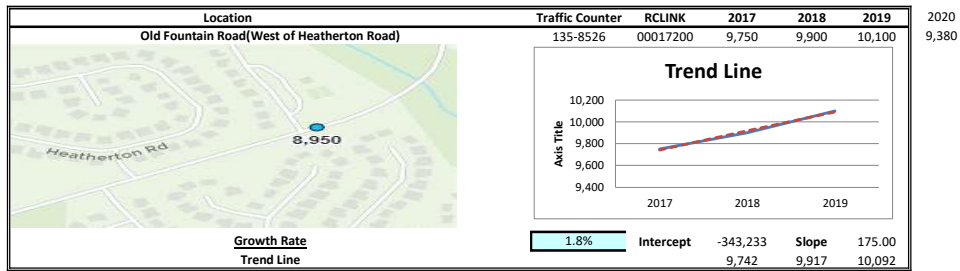 Location Traffic Counter RCLINK 2017 2018 2019 2020
Old Fountain Road(West of Heatherton Road) 135-8526 00017200 9,750 9,900 10,100 9,380
Heatherton Rd
8,950
Trend Line
Axis Title
10,200
10,000
9,800
9,600
9,400
2017 2018 2019
Growth Rate 1.8% Intercept -343,233 Slope 175.00
Trend Line 9,742 9,917 10,092